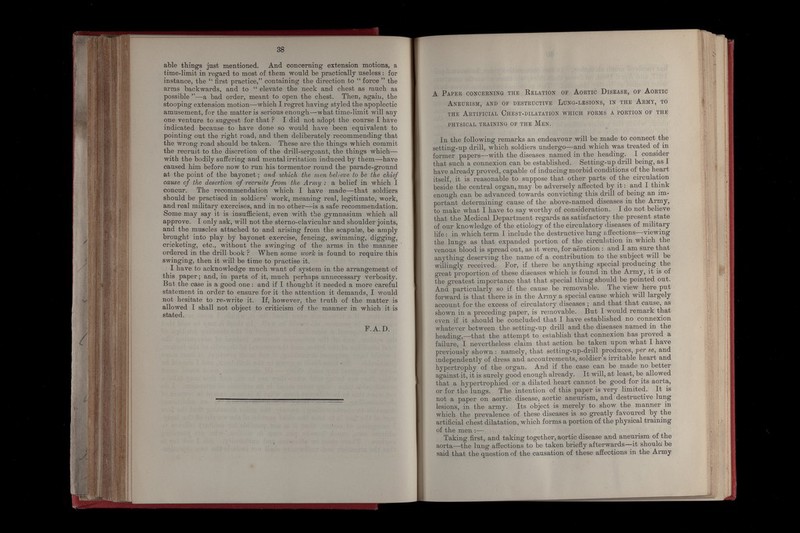 38
able things just mentioned. And concerning extension motions, a
time-limit in regard to most of them would be practically useless: for
instance, the “ first practice,” containing the direction to “ force ” the
arms backwards, and to “ elevate the neck and chest as much as
possible ”—a bad order, meant to open the chest. Then, again, the
stooping extension motion—which I regret having styled the apoplectic
amusement, for the matter is serious enough—what time-limit will any
one venture to suggest for that ? I did not adopt the course I have
indicated because to have done so would have been equivalent to
pointing out the right road, and then deliberately recommending that
the wrong road should be taken. These are the things which commit
the recruit to the discretion of the drill-sergeant, the things which—
with the bodily suffering and mental irritation induced by them—have
caused him before now to run his tormentor round the parade-ground
at the point of the bayonet; and which the men believe to be the chief
cause of the desertion of recruits from the Army : a belief in which I
concur. The recommendation which I have made—that soldiers
should be practised in soldiers’ work, meaning real, legitimate, work,
and real military exercises, and in no other—is a safe recommendation.
Some may say it is insufficient, even with the gymnasium which all
approve. I only ask, will not the sterno-clavicular and shoulder joints,
and the muscles attached to and arising from the scapulæ, be amply
brought into play by bayonet exercise, fencing, swimming, digging,
cricketing, etc., without the swinging of the arms in the manner
ordered in the drill book ? When some work is found to require this
swinging, then it will be time to practise it.
I have to acknowledge much want of system in the arrangement of
this paper; and, in parts of it, much perhaps unnecessary verbosity.
But the case is a good one : and if I thought it needed a more careful
statement in order to ensure for it the attention it demands, I would
not hesitate to re-write it. If, however, the truth of the matter is
allowed I shall not object to criticism of the manner in which it is
stated.
F. A. D.
A Paper concerning the Relation of Aortic Disease, of Aortic
Aneurism, and of destructive Lung-lesions, in the Army, to
the Artificial Chest-dilatation which forms a portion of the
physical training of the Men.
In the following remarks an endeavour will be made to connect the
setting-up drill, which soldiers undergo—and which was treated of in
former papers—with the diseases named in the heading. I consider
that such a connexion can be established. Setting-up drill being, as I
have already proved, capable of inducing morbid conditions of the heart
itself, it is reasonable to suppose that other parts of the circulation
beside the central organ, may be adversely affected by it: and I think
enough can be advanced towards convicting this drill of being an im-
portant determining cause of the above-named diseases in the Army,
to make what I have to say worthy of consideration. I do not believe
that the Medical Department regards as satisfactory the present state
of our knowledge of the etiology of the circulatory diseases of military
life : in which term I include the destructive lung affections—viewing
the lungs as that expanded portion of the circulation in which the
venous blood is spread out, as it were, for aëration : and I am sure that
anything deserving the name of a contribution to the subject will be
willingly received. For, if there be anything special producing the
great proportion of these diseases which is found in the Army, it is of
the greatest importance that that special thing should be pointed out.
And particularly so if the cause be removable. The view here put
forward is that there is in the Army a special cause which will largely
account for the excess of circulatory diseases ; and that that cause, as
shown in a preceding paper, is removable. But I would remark that
even if it should be concluded that I have established no connexion
whatever between the setting-up drill and the diseases named in the
heading,—that the attempt to establish that connexion has proved a
failure, I nevertheless claim that action be taken upon what I have
previously shown : namely, that setting-up-drill produces, per se, and
independently of dress and accoutrements, soldier’s irritable heart and
hypertrophy of the organ. And if the case can be made no better
against it, it is surely good enough already. It will, at least, be allowed
that a hypertrophied or a dilated heart cannot be good for its aorta,
or for the lungs. The intention of this paper is very limited. It is
not a paper on aortic disease, aortic aneurism, and destructive lung
lesions, in the army. Its object is merely to show the manner in
which the prevalence of these diseases is so greatly favoured by the
artificial chest dilatation, which forms a portion of the physical training
of the men :—
Taking first, and taking together, aortic disease and aneurism of the
aorta—the lung affections to be taken briefly afterwards—it should be
said that the question of the causation of these affections in the Army